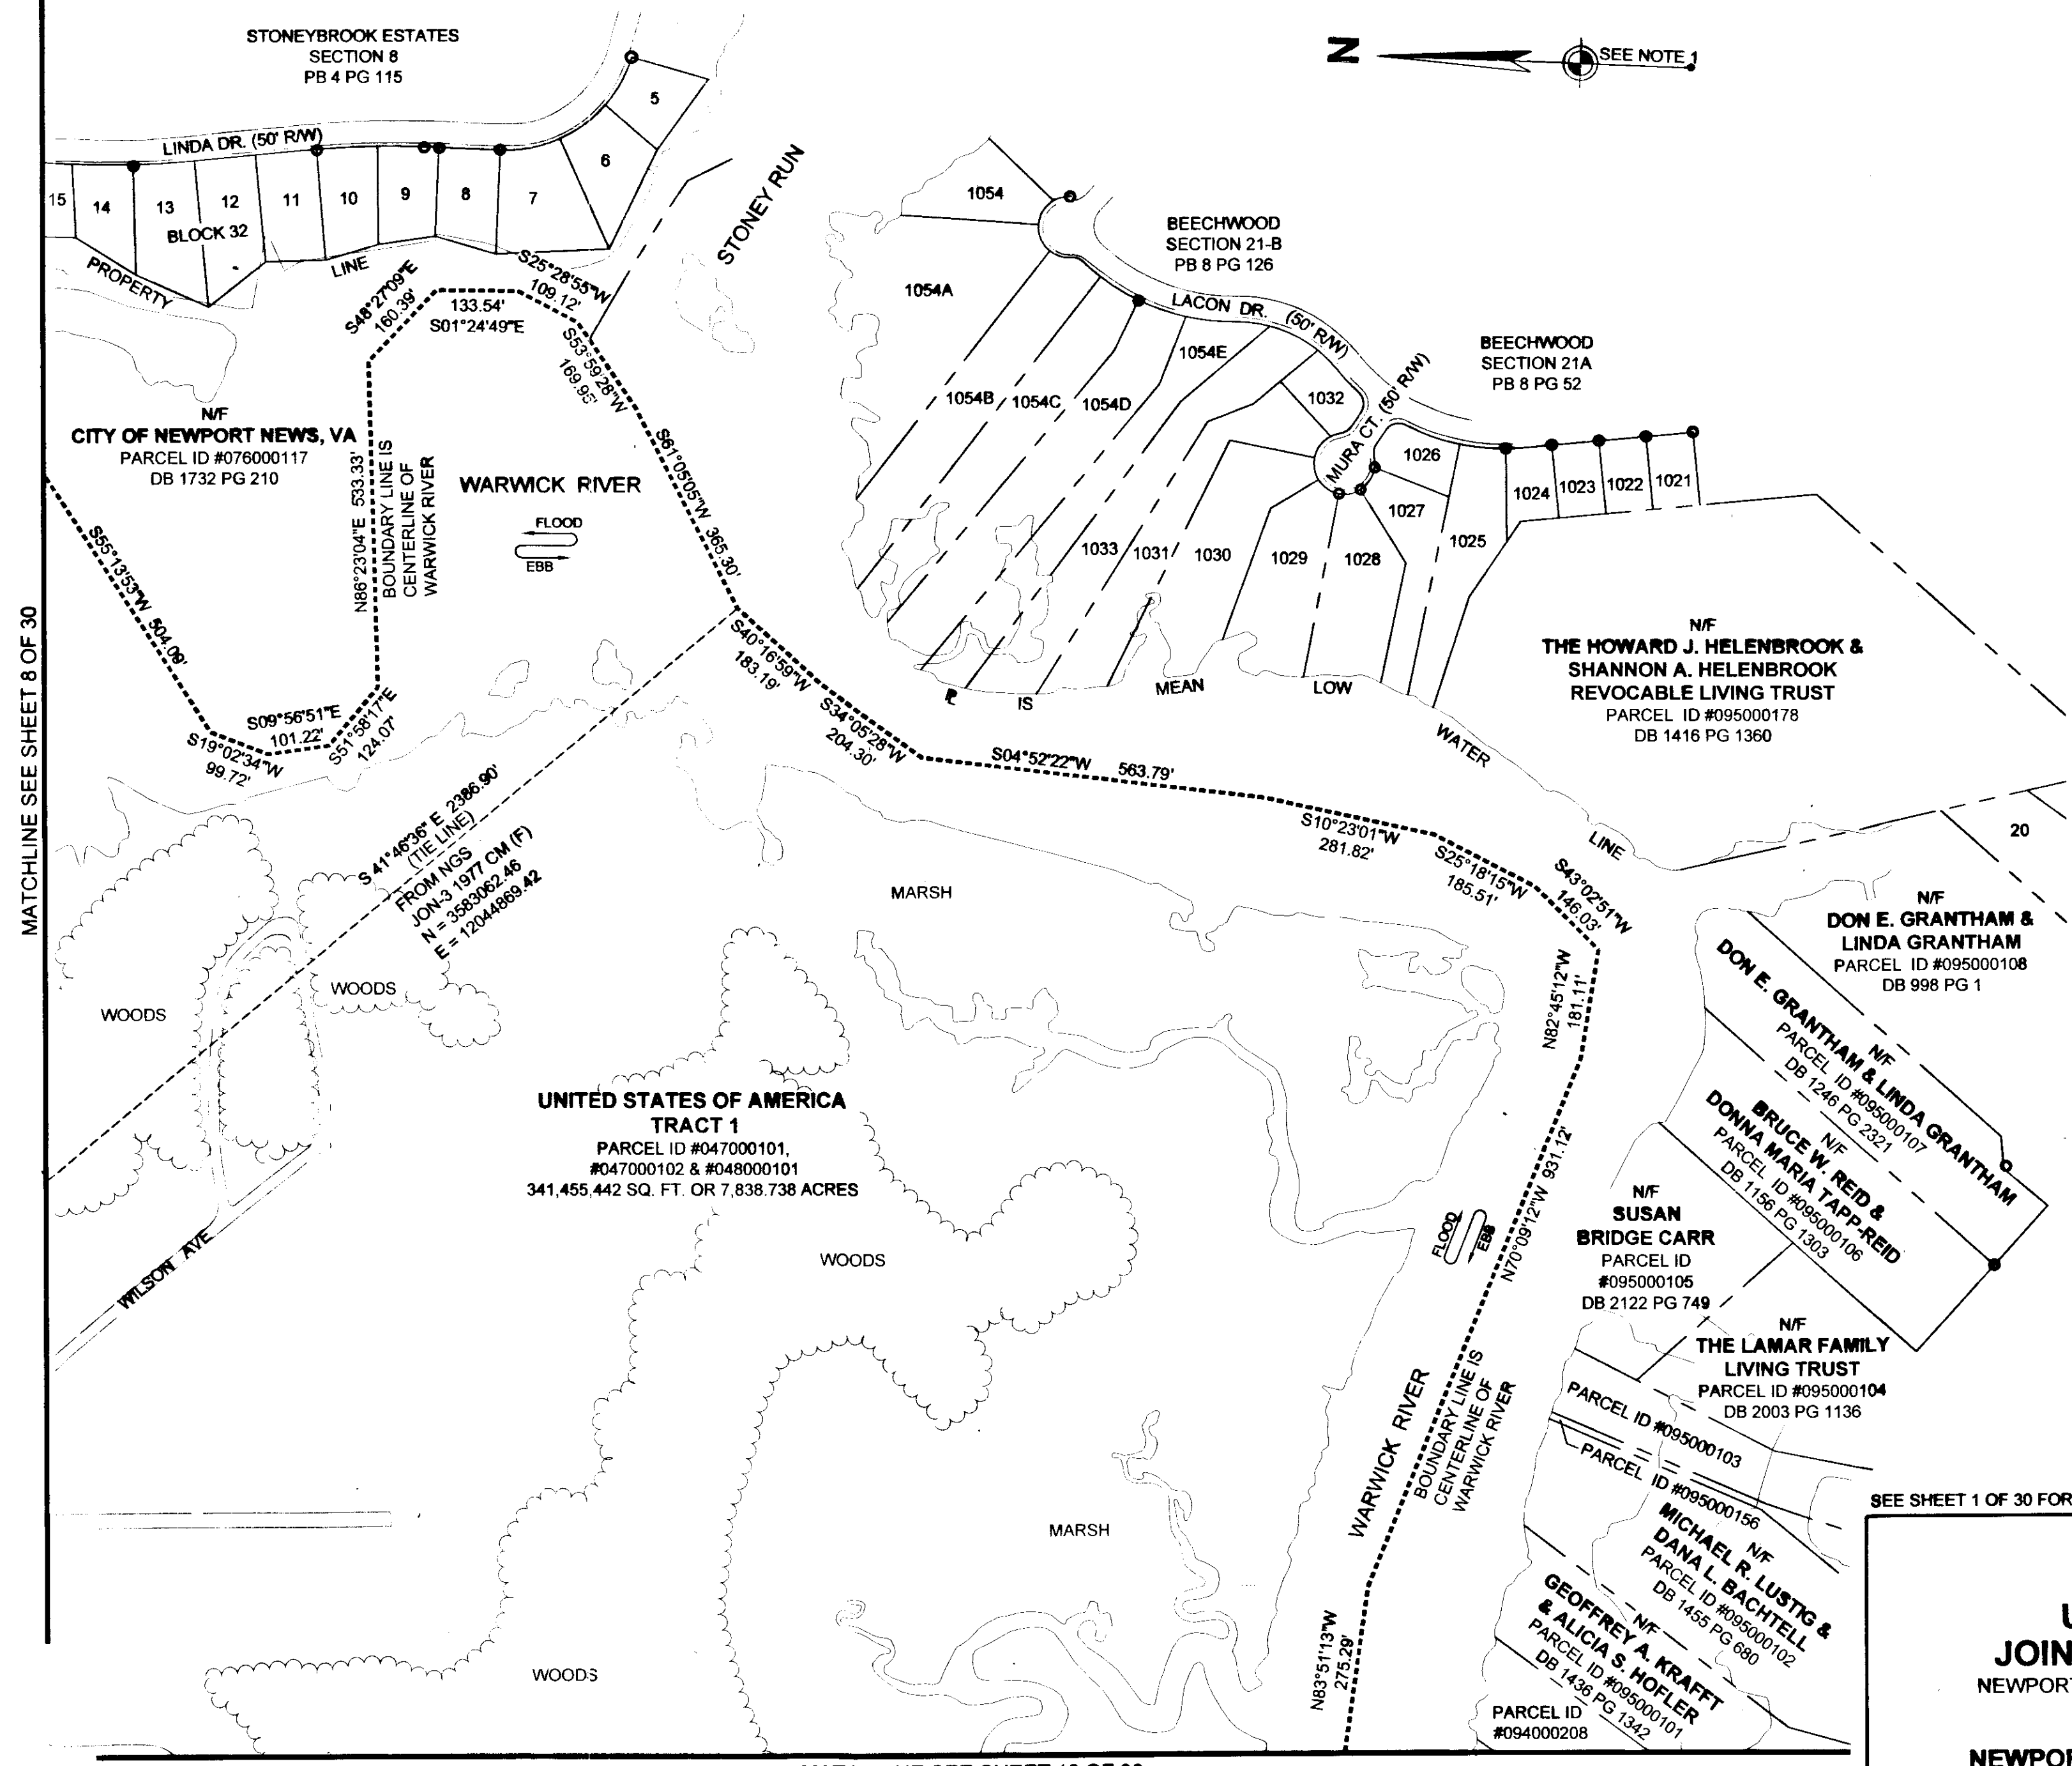 STONEYBROOK ESTATES
SECTION 8
PB 4 PG 115
N
SEE NOTE 1
LINDA DR. (50' R/W)
5
6
7
8
9
10
11
12
13
14
15
BLOCK 32
PROPERTY
LINE
STONEY RUN
S48°27'09"E
160.39'
133.54'
S01°24'49"E
S25°28'55"W
109.12'
S53°59'28"W
169.95'
S61°05'05"W 365.30'
N/F
CITY OF NEWPORT NEWS, VA
PARCEL ID #076000117
DB 1732 PG 210
N86°23'04"E 533.33'
BOUNDARY LINE IS
CENTERLINE OF
WARWICK RIVER
WARWICK RIVER
FLOOD
EBB
S55°13'53"W 504.09'
S19°02'34"W
99.72'
S09°56'51"E
101.22'
S51°58'17"E
124.07'
MATCHLINE SEE SHEET 8 OF 30
1054
1054A
1054B
1054C
1054D
1054E
BEECHWOOD
SECTION 21-B
PB 8 PG 126
LACON DR. (50' R/W)
BEECHWOOD
SECTION 21A
PB 8 PG 52
MURA CT. (50' R/W)
1032
1026
1027
1024
1023
1022
1021
1025
1033
1031
1030
1029
1028
PL IS MEAN LOW WATER LINE
N/F
THE HOWARD J. HELENBROOK &
SHANNON A. HELENBROOK
REVOCABLE LIVING TRUST
PARCEL ID #095000178
DB 1416 PG 1360
S40°16'59"W
183.19'
S34°05'28"W
204.30'
S04°52'22"W 563.79'
S10°23'01"W
281.82'
S25°18'15"W
185.51'
S43°02'51"W
146.03'
N82°45'12"W
181.11'
N70°09'12"W 931.12'
S 41°46'36" E 2386.90'
(TIE LINE)
FROM NGS
JON-3 1977 CM (F)
N = 3583062.46
E = 12044869.42
MARSH
WOODS
WOODS
20
N/F
DON E. GRANTHAM &
LINDA GRANTHAM
PARCEL ID #095000108
DB 998 PG 1
N/F
DON E. GRANTHAM & LINDA GRANTHAM
PARCEL ID #095000107
DB 1246 PG 2321
N/F
BRUCE W. REID &
DONNA MARIA TAPP-REID
PARCEL ID #095000106
DB 1156 PG 1303
UNITED STATES OF AMERICA
TRACT 1
PARCEL ID #047000101,
#047000102 & #048000101
341,455,442 SQ. FT. OR 7,838.738 ACRES
N/F
SUSAN
BRIDGE CARR
PARCEL ID
#095000105
DB 2122 PG 749
FLOOD
EBB
WILSON AVE
WOODS
N/F
THE LAMAR FAMILY
LIVING TRUST
PARCEL ID #095000104
DB 2003 PG 1136
PARCEL ID #095000103
PARCEL ID #095000156
WARWICK RIVER
BOUNDARY LINE IS
CENTERLINE OF
WARWICK RIVER
MARSH
N/F
MICHAEL R. LUSTIG &
DANA L. BACHTELL
PARCEL ID #095000102
DB 1455 PG 680
N/F
GEOFFREY A. KRAFFT
& ALICIA S. HOFLER
PARCEL ID #095000101
DB 1436 PG 1342
N83°51'13"W
275.29'
PARCEL ID
#094000208
WOODS
SEE SHEET 1 OF 30 FOR
JOIN
NEWPORT
NEWPOR